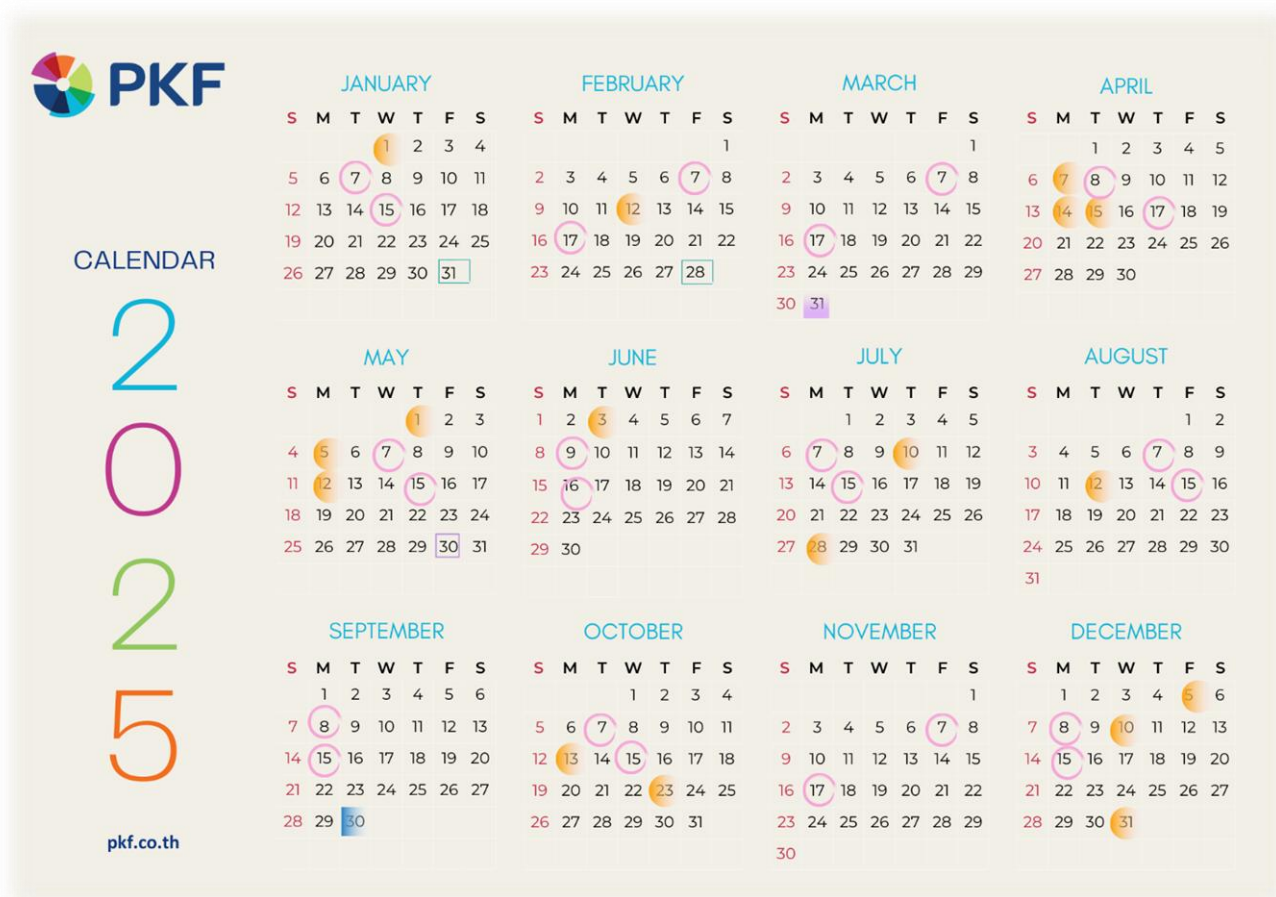 PKF
CALENDAR
2
0
2
5
pkf.co.th
JANUARY
S M T W T F S
1 2 3 4
5 6 7 8 9 10 11
12 13 14 15 16 17 18
19 20 21 22 23 24 25
26 27 28 29 30 31
FEBRUARY
S M T W T F S
1
2 3 4 5 6 7 8
9 10 11 12 13 14 15
16 17 18 19 20 21 22
23 24 25 26 27 28
MARCH
S M T W T F S
1
2 3 4 5 6 7 8
9 10 11 12 13 14 15
16 17 18 19 20 21 22
23 24 25 26 27 28 29
30 31
APRIL
S M T W T F S
1 2 3 4 5
6 7 8 9 10 11 12
13 14 15 16 17 18 19
20 21 22 23 24 25 26
27 28 29 30
MAY
S M T W T F S
1 2 3
4 5 6 7 8 9 10
11 12 13 14 15 16 17
18 19 20 21 22 23 24
25 26 27 28 29 30 31
JUNE
S M T W T F S
1 2 3 4 5 6 7
8 9 10 11 12 13 14
15 16 17 18 19 20 21
22 23 24 25 26 27 28
29 30
JULY
S M T W T F S
1 2 3 4 5
6 7 8 9 10 11 12
13 14 15 16 17 18 19
20 21 22 23 24 25 26
27 28 29 30 31
AUGUST
S M T W T F S
1 2
3 4 5 6 7 8 9
10 11 12 13 14 15 16
17 18 19 20 21 22 23
24 25 26 27 28 29 30
31
SEPTEMBER
S M T W T F S
1 2 3 4 5 6
7 8 9 10 11 12 13
14 15 16 17 18 19 20
21 22 23 24 25 26 27
28 29 30
OCTOBER
S M T W T F S
1 2 3 4
5 6 7 8 9 10 11
12 13 14 15 16 17 18
19 20 21 22 23 24 25
26 27 28 29 30 31
NOVEMBER
S M T W T F S
1
2 3 4 5 6 7 8
9 10 11 12 13 14 15
16 17 18 19 20 21 22
23 24 25 26 27 28 29
30
DECEMBER
S M T W T F S
1 2 3 4 5 6
7 8 9 10 11 12 13
14 15 16 17 18 19 20
21 22 23 24 25 26 27
28 29 30 31